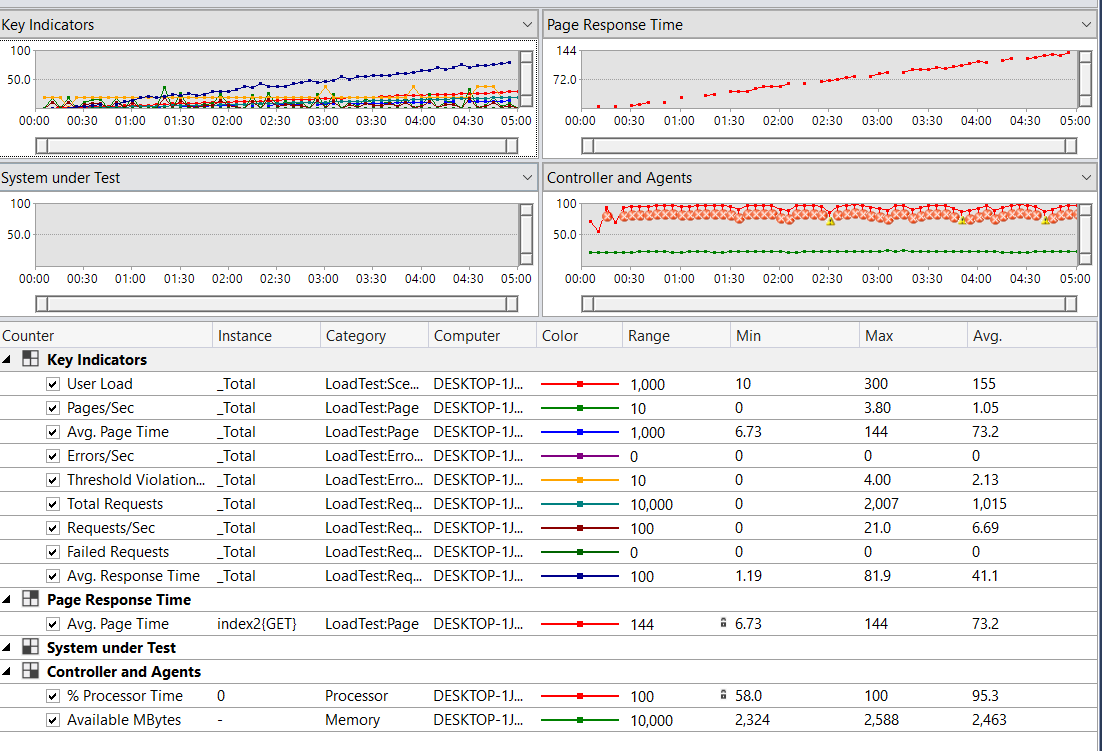 Key Indicators
100
50.0
00:00 00:30 01:00 01:30 02:00 02:30 03:00 03:30 04:00 04:30 05:00
Page Response Time
144
72.0
00:00 00:30 01:00 01:30 02:00 02:30 03:00 03:30 04:00 04:30 05:00
System under Test
100
50.0
00:00 00:30 01:00 01:30 02:00 02:30 03:00 03:30 04:00 04:30 05:00
Controller and Agents
100
50.0
00:00 00:30 01:00 01:30 02:00 02:30 03:00 03:30 04:00 04:30 05:00
Counter Instance Category Computer Color Range Min Max Avg.
Key Indicators
User Load _Total LoadTest:Sce... DESKTOP-1J... 1,000 10 300 155
Pages/Sec _Total LoadTest:Page DESKTOP-1J... 10 0 3.80 1.05
Avg. Page Time _Total LoadTest:Page DESKTOP-1J... 1,000 6.73 144 73.2
Errors/Sec _Total LoadTest:Erro... DESKTOP-1J... 0 0 0 0
Threshold Violation... _Total LoadTest:Erro... DESKTOP-1J... 10 0 4.00 2.13
Total Requests _Total LoadTest:Req... DESKTOP-1J... 10,000 0 2,007 1,015
Requests/Sec _Total LoadTest:Req... DESKTOP-1J... 100 0 21.0 6.69
Failed Requests _Total LoadTest:Req... DESKTOP-1J... 0 0 0 0
Avg. Response Time _Total LoadTest:Req... DESKTOP-1J... 100 1.19 81.9 41.1
Page Response Time
Avg. Page Time index2{GET} LoadTest:Page DESKTOP-1J... 144 6.73 144 73.2
System under Test
Controller and Agents
% Processor Time 0 Processor DESKTOP-1J... 100 58.0 100 95.3
Available MBytes - Memory DESKTOP-1J... 10,000 2,324 2,588 2,463